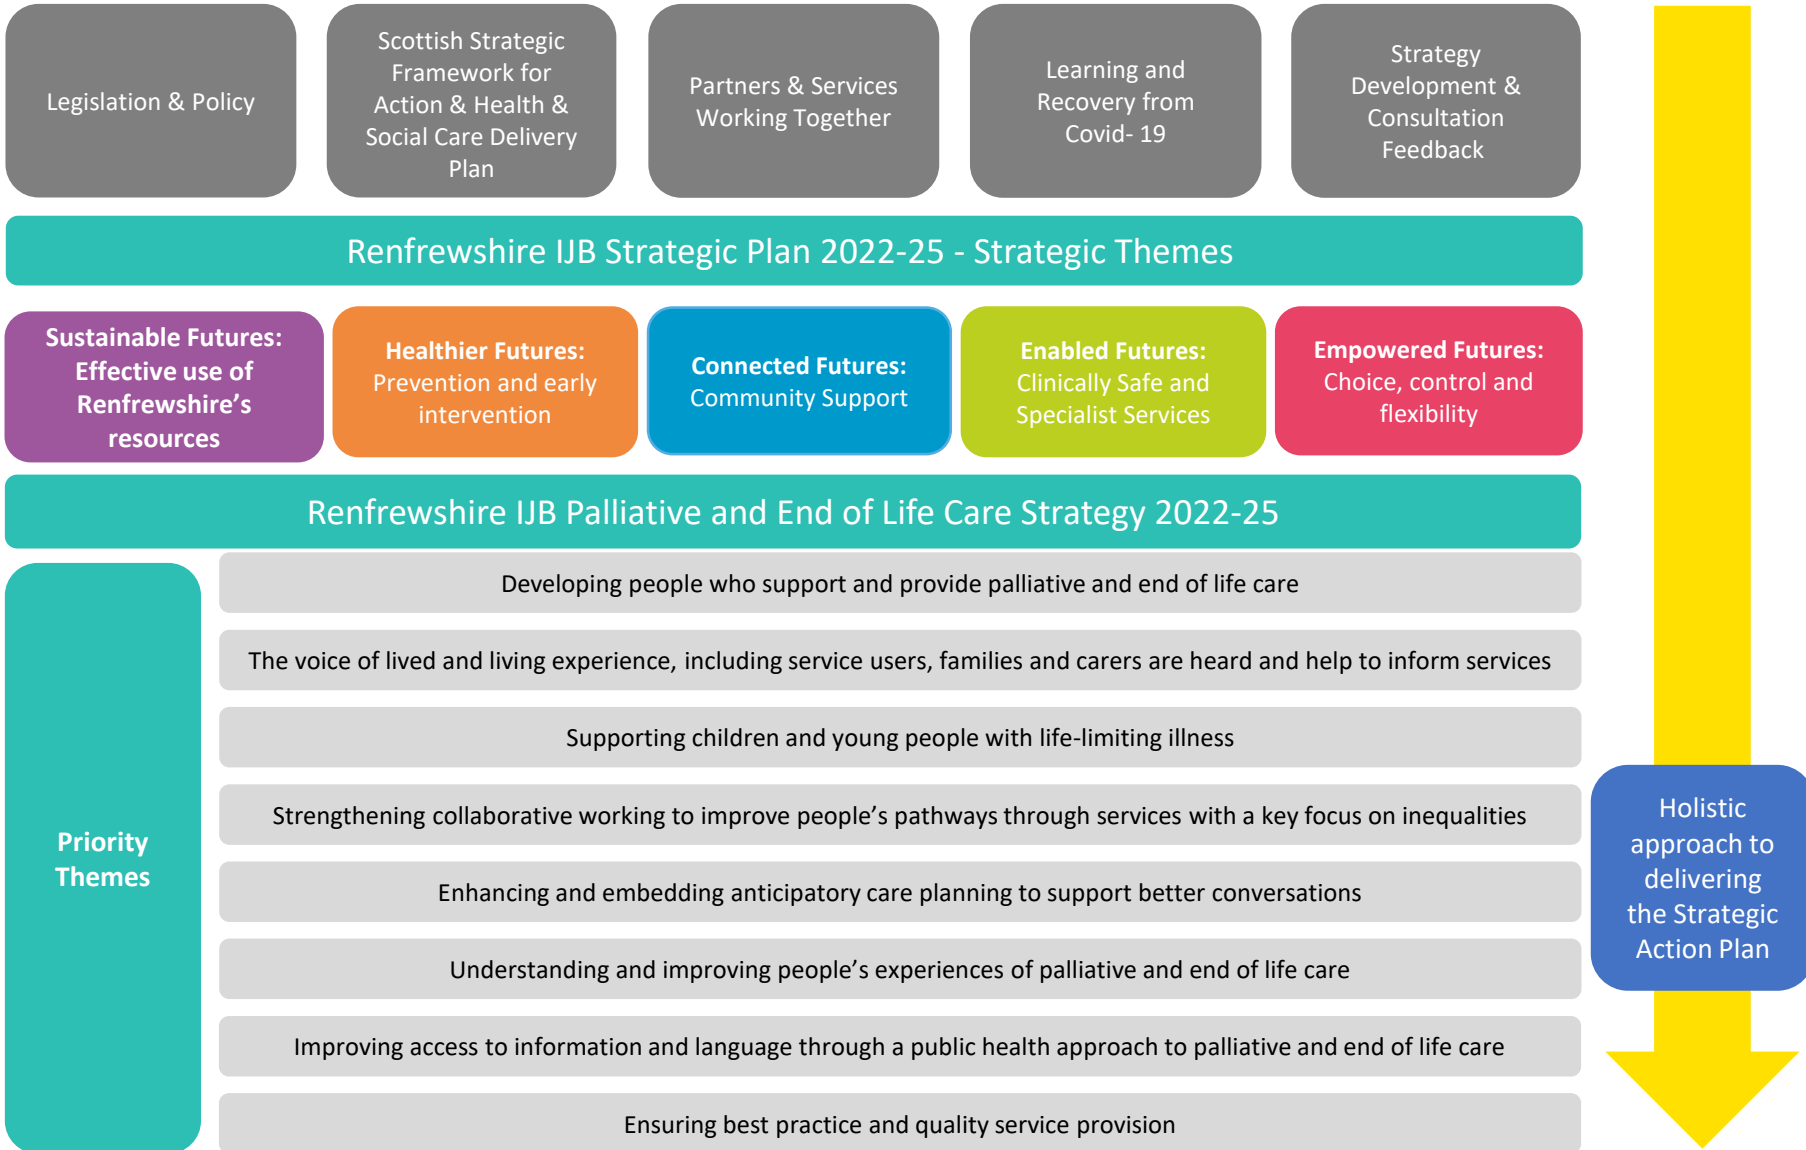 Legislation & Policy
Scottish Strategic
Framework for
Action & Health &
Social Care Delivery
Plan
Partners & Services
Working Together
Learning and
Recovery from
Covid- 19
Strategy
Development &
Consultation
Feedback
Renfrewshire IJB Strategic Plan 2022-25 - Strategic Themes
Sustainable Futures:
Effective use of
Renfrewshire’s
resources
Healthier Futures:
Prevention and early
intervention
Connected Futures:
Community Support
Enabled Futures:
Clinically Safe and
Specialist Services
Empowered Futures:
Choice, control and
flexibility
Renfrewshire IJB Palliative and End of Life Care Strategy 2022-25
Priority
Themes
Developing people who support and provide palliative and end of life care
The voice of lived and living experience, including service users, families and carers are heard and help to inform services
Supporting children and young people with life-limiting illness
Strengthening collaborative working to improve people’s pathways through services with a key focus on inequalities
Enhancing and embedding anticipatory care planning to support better conversations
Understanding and improving people’s experiences of palliative and end of life care
Improving access to information and language through a public health approach to palliative and end of life care
Ensuring best practice and quality service provision
Holistic
approach to
delivering
the Strategic
Action Plan